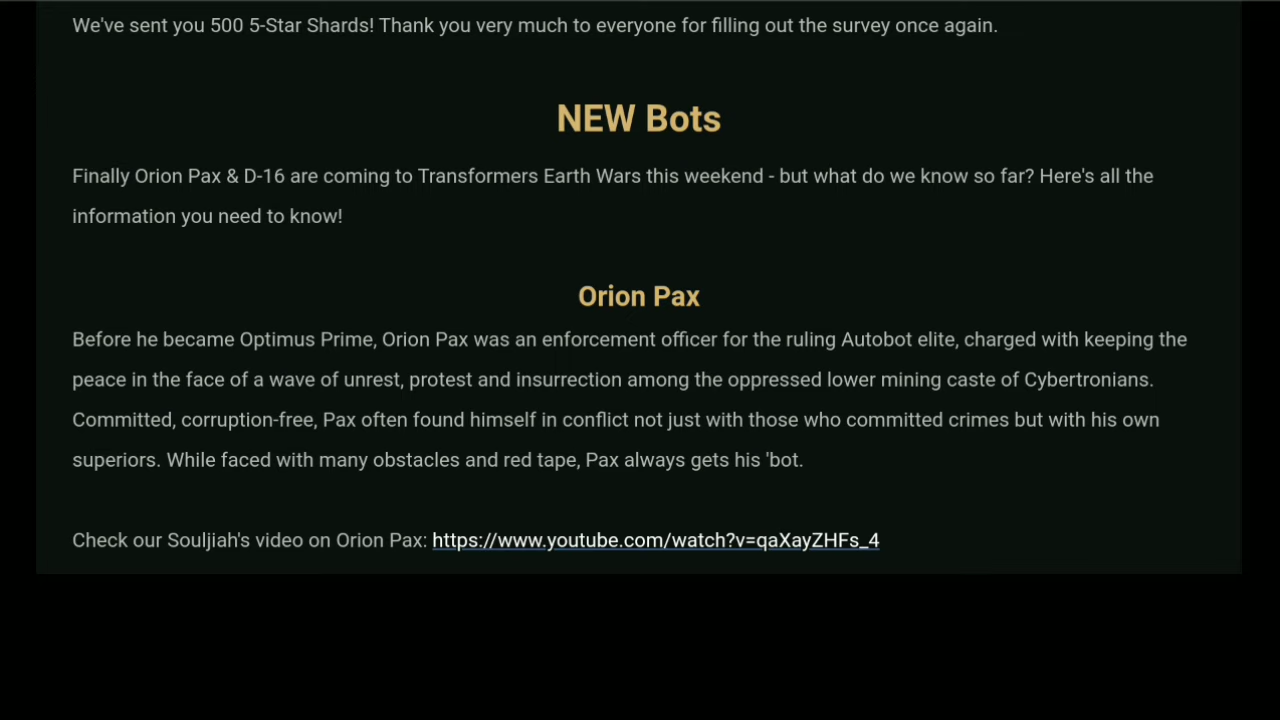 We've sent you 500 5-Star Shards! Thank you very much to everyone for filling out the survey once again.
NEW Bots
Finally Orion Pax & D-16 are coming to Transformers Earth Wars this weekend - but what do we know so far? Here's all the
information you need to know!
Orion Pax
Before he became Optimus Prime, Orion Pax was an enforcement officer for the ruling Autobot elite, charged with keeping the
peace in the face of a wave of unrest, protest and insurrection among the oppressed lower mining caste of Cybertronians.
Committed, corruption-free, Pax often found himself in conflict not just with those who committed crimes but with his own
superiors. While faced with many obstacles and red tape, Pax always gets his 'bot.
Check our Souljiah's video on Orion Pax: https://www.youtube.com/watch?v=qaXayZHFs_4